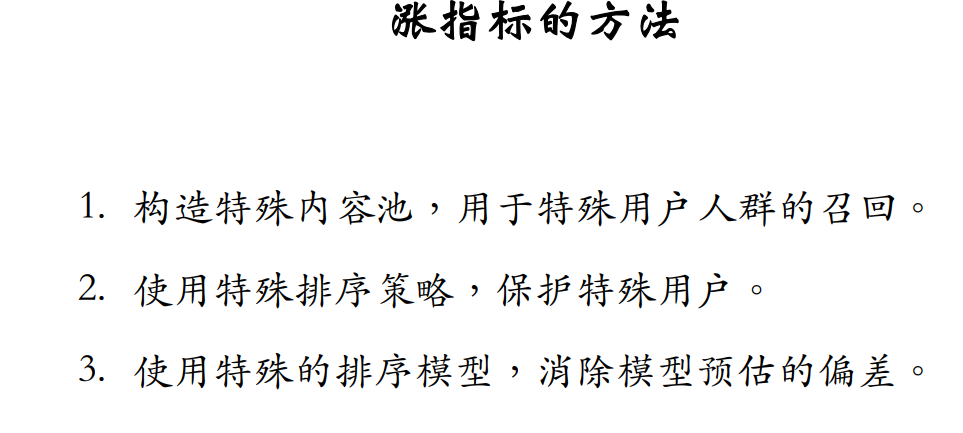 涨指标的方法
1. 构造特殊内容池，用于特殊用户人群的召回。
2. 使用特殊排序策略，保护特殊用户。
3. 使用特殊的排序模型，消除模型预估的偏差。